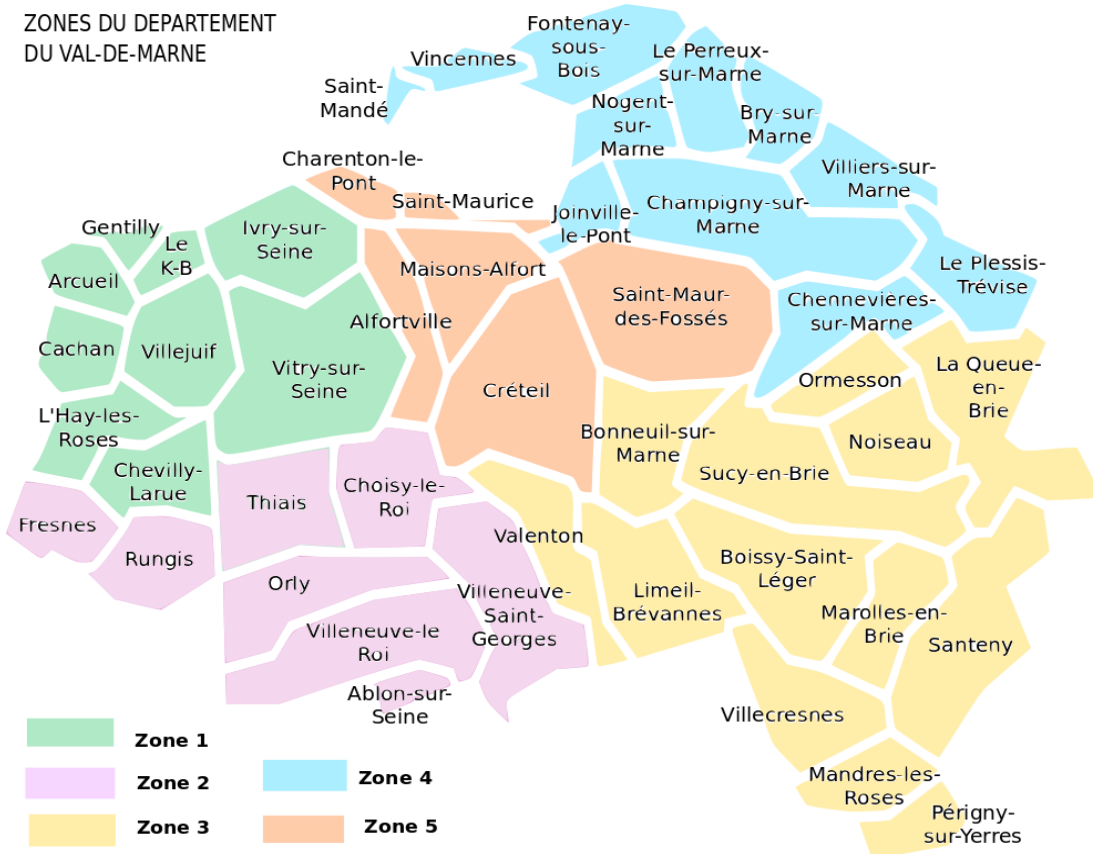 ZONES DU DEPARTEMENT
DU VAL-DE-MARNE
Fontenay-
sous-
Bois
Vincennes
Le Perreux-
sur-Marne
Saint-
Mandé
Nogent-
sur-
Marne
Bry-sur-
Marne
Charenton-le-
Pont
Villiers-sur-
Marne
Saint-Maurice
Joinville-
le-Pont
Champigny-sur-
Marne
Gentilly
Le
K-B
Ivry-sur-
Seine
Arcueil
Maisons-Alfort
Le Plessis-
Trévise
Saint-Maur-
des-Fossés
Chennevières-
sur-Marne
Alfortville
Cachan
Villejuif
Vitry-sur-
Seine
Créteil
Ormesson
La Queue-
en-
Brie
L'Hay-les-
Roses
Bonneuil-sur-
Marne
Noiseau
Chevilly-
Larue
Sucy-en-Brie
Thiais
Choisy-le-
Roi
Fresnes
Valenton
Rungis
Boissy-Saint-
Léger
Orly
Villeneuve-
Saint-
Georges
Limeil-
Brévannes
Marolles-en-
Brie
Villeneuve-le
Roi
Santeny
Ablon-sur-
Seine
Villecresnes
Mandres-les-
Roses
Périgny-
sur-Yerres
Zone 1
Zone 2
Zone 3
Zone 4
Zone 5